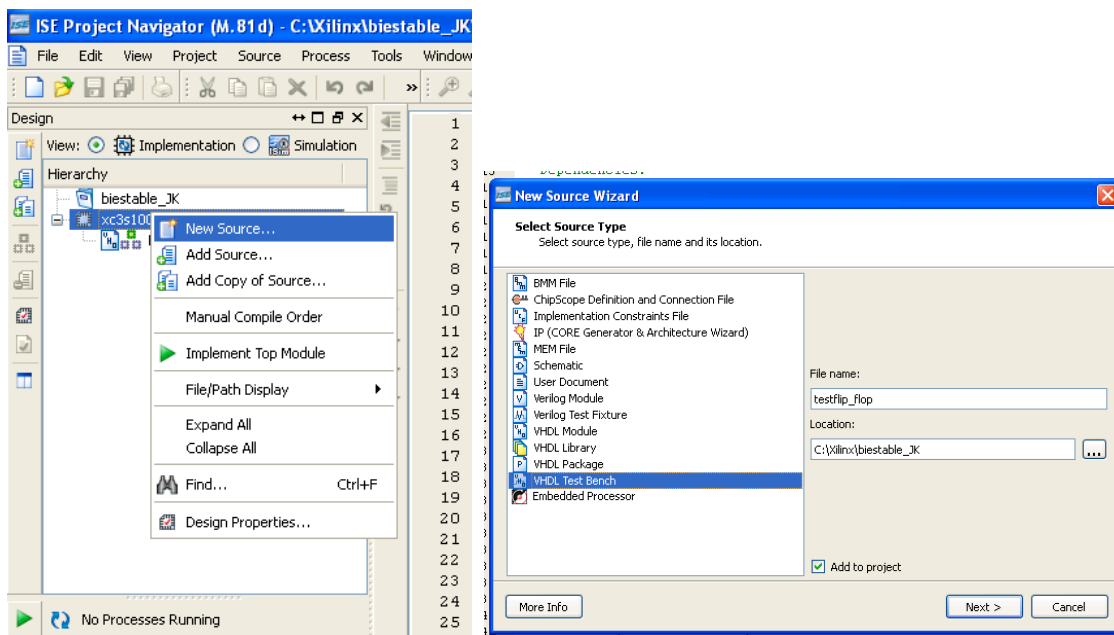 ISE Project Navigator (M.81d) - C:\Xilinx\biestable_JK\
File Edit View Project Source Process Tools Window
»
Design
View: Implementation Simulation
Hierarchy
biestable_JK
xc3s100
New Source...
Add Source...
Add Copy of Source...
Manual Compile Order
Implement Top Module
File/Path Display
Expand All
Collapse All
Find... Ctrl+F
Design Properties...
No Processes Running
1
2
3
4
5
6
7
8
9
10
11
12
13
14
15
16
17
18
19
20
21
22
23
24
25
Dependencies:
New Source Wizard
Select Source Type
Select source type, file name and its location.
BMM File
ChipScope Definition and Connection File
Implementation Constraints File
IP (CORE Generator & Architecture Wizard)
MEM File
Schematic
User Document
Verilog Module
Verilog Test Fixture
VHDL Module
VHDL Library
VHDL Package
VHDL Test Bench
Embedded Processor
File name:
testflip_flop
Location:
C:\Xilinx\biestable_JK
...
Add to project
More Info
Next >
Cancel